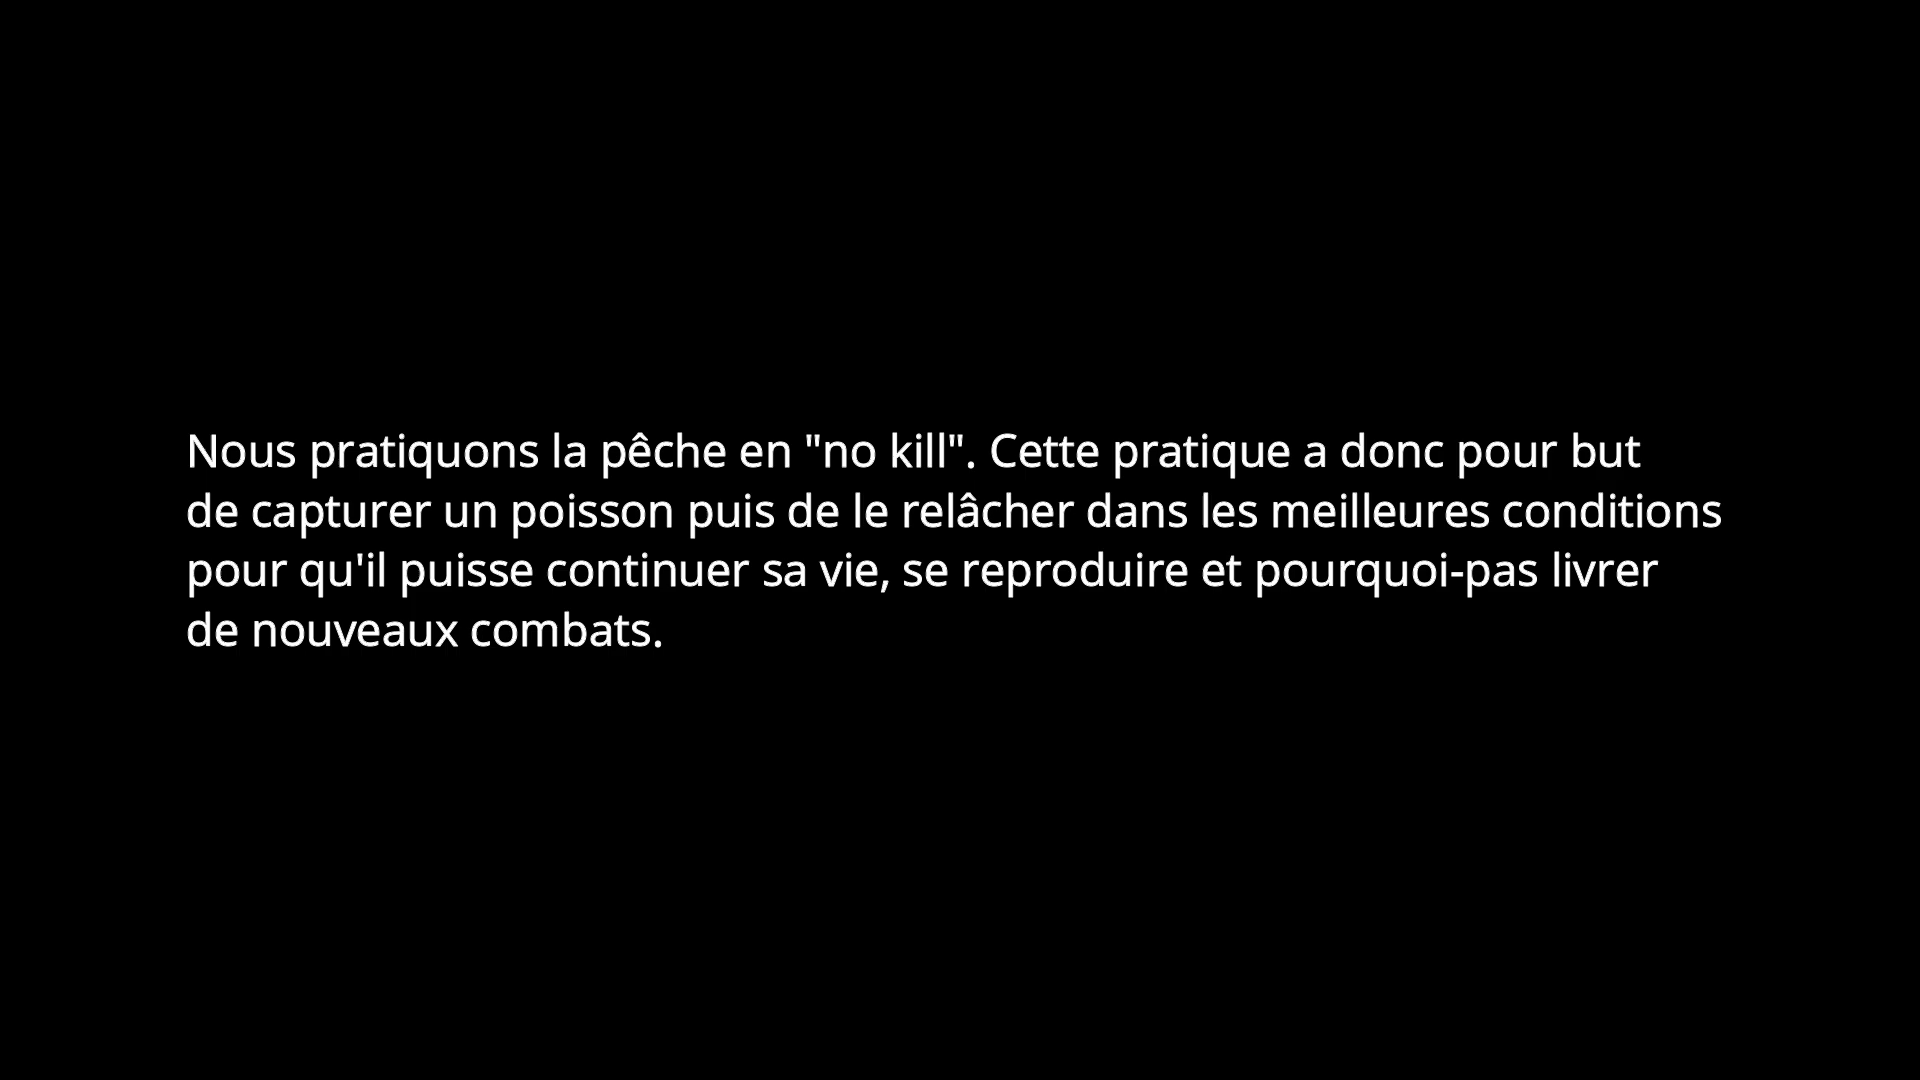 Nous pratiquons la pêche en "no kill". Cette pratique a donc pour but
de capturer un poisson puis de le relâcher dans les meilleures conditions
pour qu'il puisse continuer sa vie, se reproduire et pourquoi-pas livrer
de nouveaux combats.